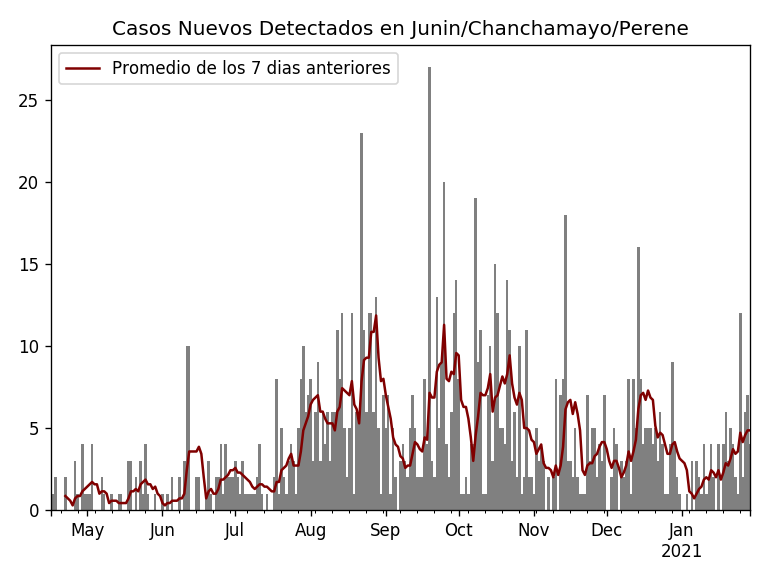 Casos Nuevos Detectados en Junin/Chanchamayo/Perene
Promedio de los 7 dias anteriores
25
20
15
10
5
0
May Jun Jul Aug Sep Oct Nov Dec Jan
2021